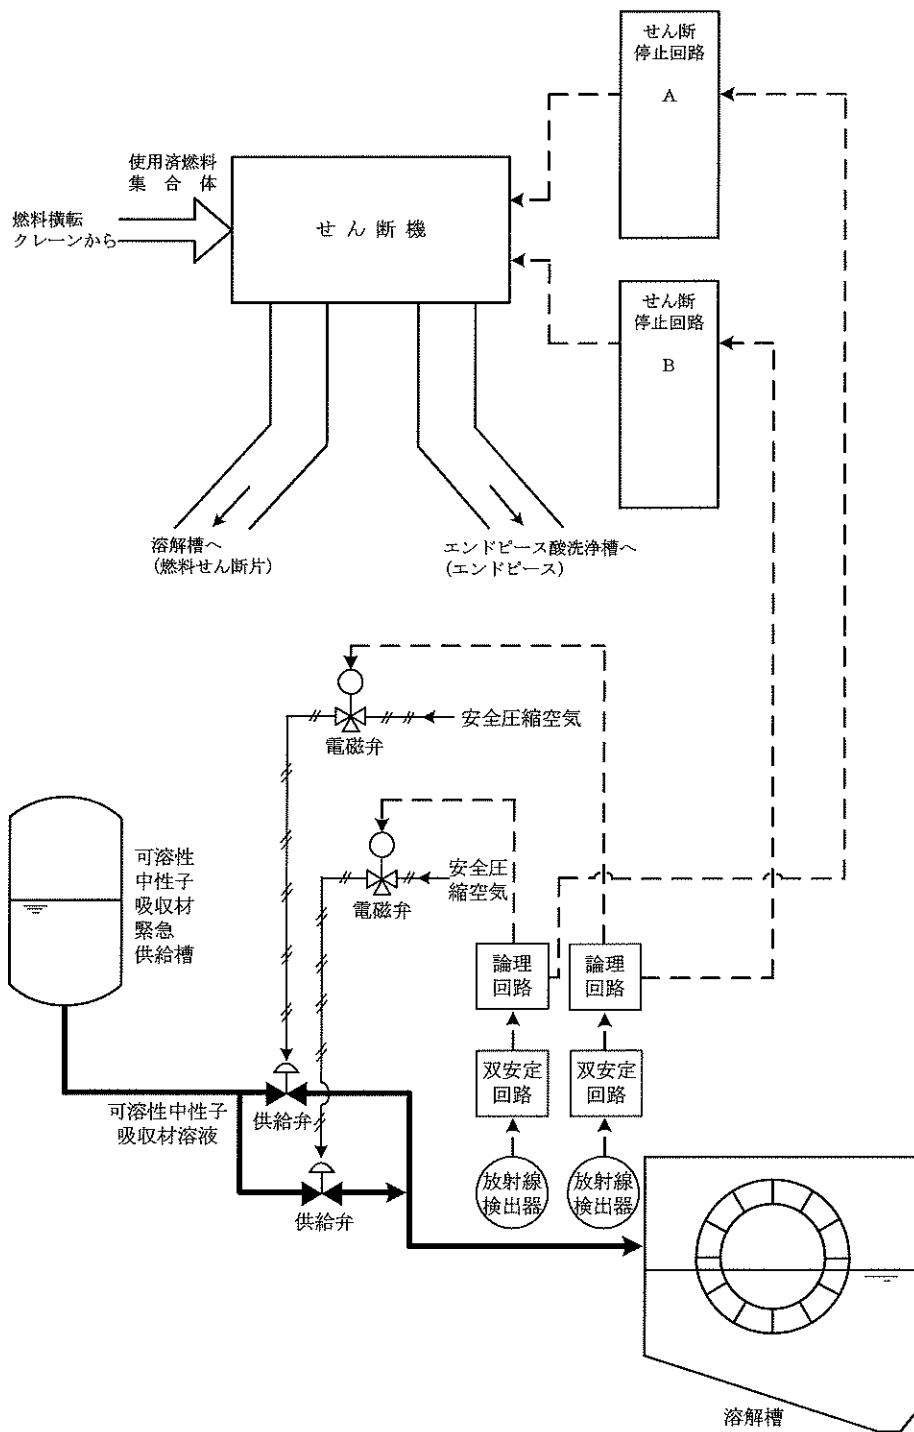 せん断
停止回路
A
使用済燃料
集合体
燃料横転
クレーンから
せん断機
せん断
停止回路
B
溶解槽へ
(燃料せん断片)
エンドピース酸洗浄槽へ
(エンドピース)
安全圧縮空気
電磁弁
安全圧
縮空気
電磁弁
可溶性
中性子
吸収材
緊急
供給槽
論理
回路
論理
回路
双安定
回路
双安定
回路
可溶性中性子
吸収材溶液
供給弁
供給弁
放射線
検出器
放射線
検出器
溶解槽